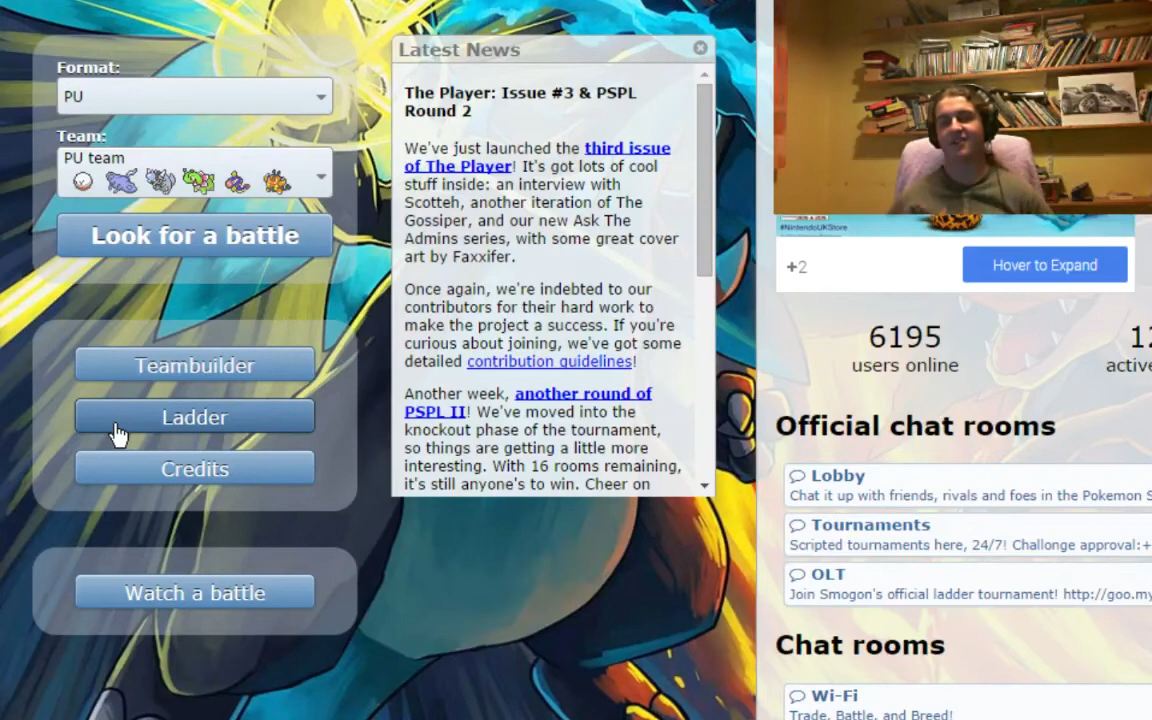 Format:
PU
Team:
PU team
Look for a battle
Teambuilder
Ladder
Credits
Watch a battle
Latest News
The Player: Issue #3 & PSPL
Round 2
We've just launched the third issue
of The Player! It's got lots of cool
stuff inside: an interview with
Scotteh, another iteration of The
Gossiper, and our new Ask The
Admins series, with some great cover
art by Faxxifer.
Once again, we're indebted to our
contributors for their hard work to
make the project a success. If you're
curious about joining, we've got some
detailed contribution guidelines!
Another week, another round of
PSPL II! We've moved into the
knockout phase of the tournament,
so things are getting a little more
interesting. With 16 rooms remaining,
it's still anyone's to win. Cheer on
#NintendoUKStore
+2
Hover to Expand
6195
users online
12
active
Official chat rooms
Lobby
Chat it up with friends, rivals and foes in the Pokemon S
Tournaments
Scripted tournaments here, 24/7! Challonge approval:+
OLT
Join Smogon's official ladder tournament! http://goo.my
Chat rooms
Wi-Fi
Trade, Battle, and Breed!